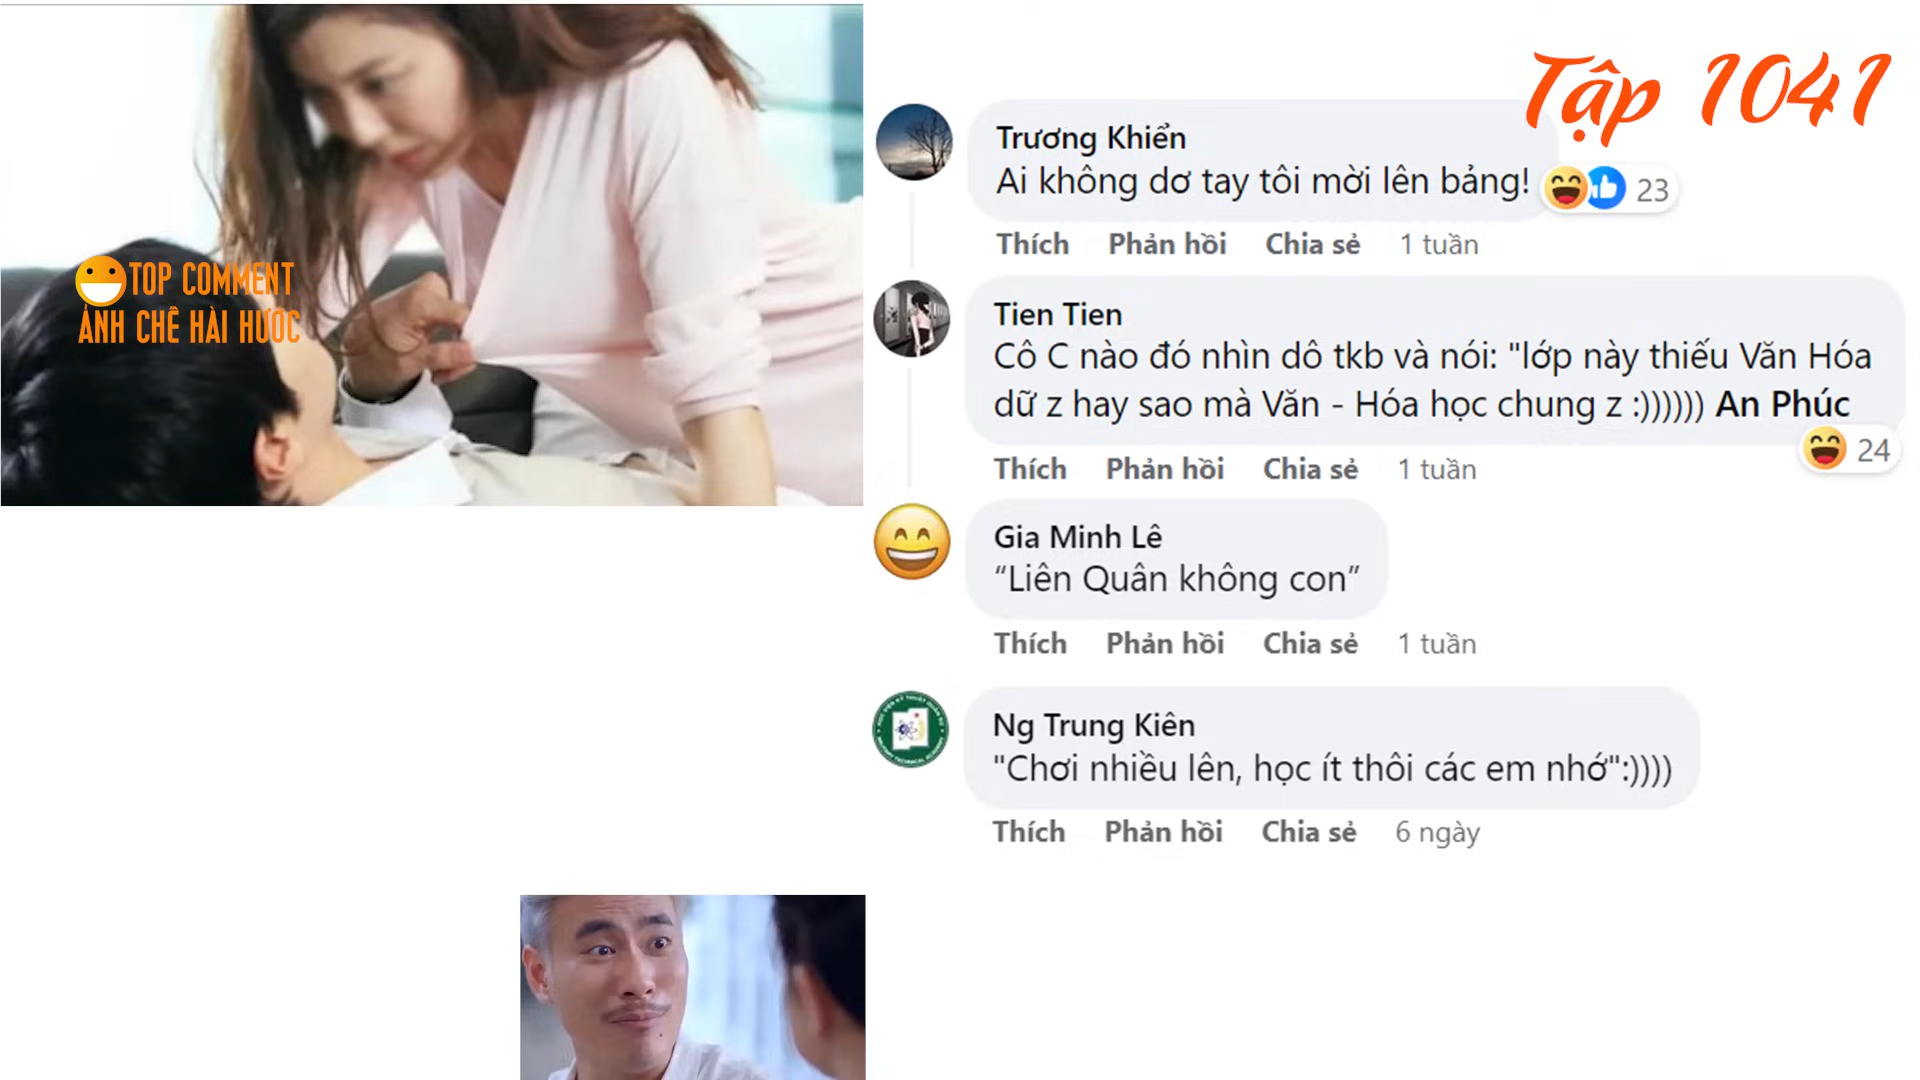 Tập 1041
TOP COMMENT
ẢNH CHẾ HÀI HƯỚC
Trương Khiển
Ai không dơ tay tôi mời lên bảng!
23
Thích Phản hồi Chia sẻ 1 tuần
Tien Tien
Cô C nào đó nhìn dô tkb và nói: "lớp này thiếu Văn Hóa
dữ z hay sao mà Văn - Hóa học chung z :)))))) An Phúc
24
Thích Phản hồi Chia sẻ 1 tuần
Gia Minh Lê
“Liên Quân không con”
Thích Phản hồi Chia sẻ 1 tuần
Ng Trung Kiên
"Chơi nhiều lên, học ít thôi các em nhớ":))))
Thích Phản hồi Chia sẻ 6 ngày